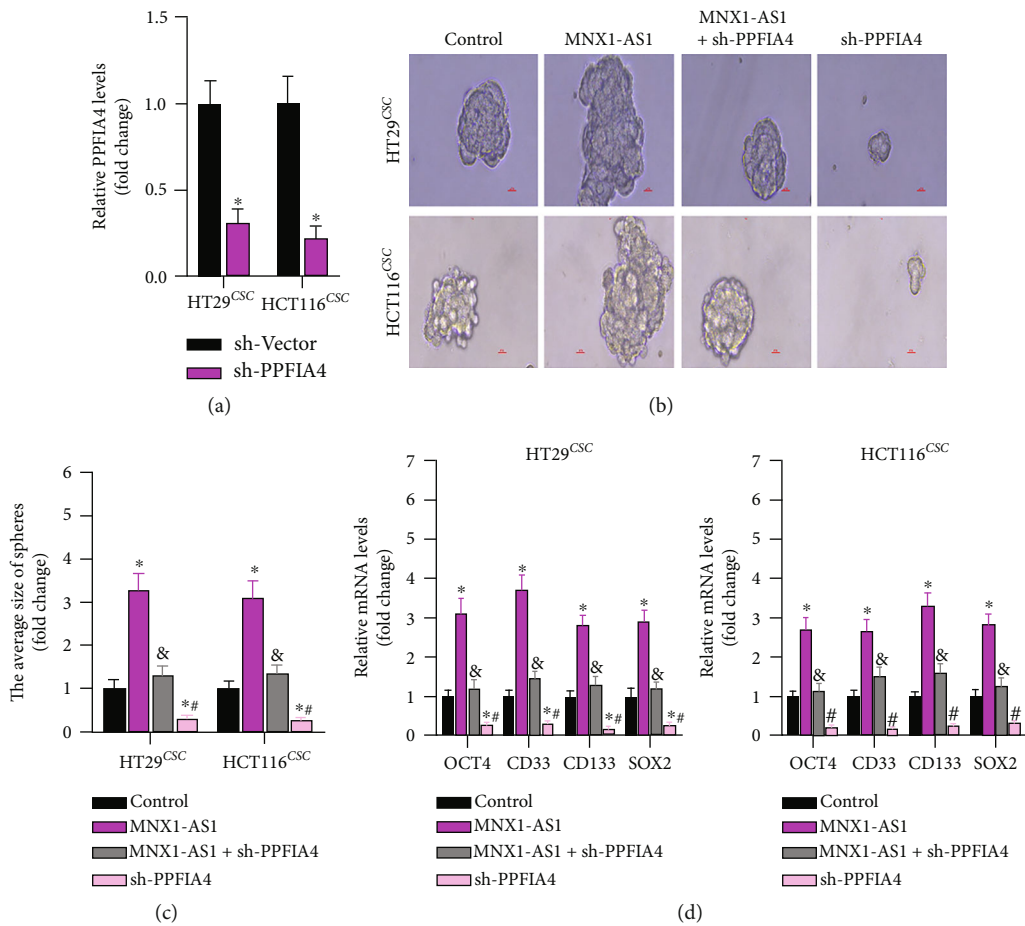 Relative PPFIA4 levels
(fold change)
1.5
1.0
0.5
0.0
*
*
HT29CSC
HCT116CSC
sh-Vector
sh-PPFIA4
(a)
Control
MNX1-AS1
MNX1-AS1
+ sh-PPFIA4
sh-PPFIA4
HT29CSC
HCT116CSC
(b)
The average size of spheres
(fold change)
6
5
4
3
2
1
0
*
&
*#
*
&
*#
HT29CSC
HCT116CSC
Control
MNX1-AS1
MNX1-AS1 + sh-PPFIA4
sh-PPFIA4
(c)
HT29CSC
Relative mRNA levels
(fold change)
7
6
5
4
3
2
1
0
*
&
*#
*
&
*#
*
&
*#
*
&
*#
OCT4
CD33
CD133
SOX2
Control
MNX1-AS1
MNX1-AS1 + sh-PPFIA4
sh-PPFIA4
HCT116CSC
Relative mRNA levels
(fold change)
7
6
5
4
3
2
1
0
*
&
#
*
&
#
*
&
#
*
&
#
OCT4
CD33
CD133
SOX2
Control
MNX1-AS1
MNX1-AS1 + sh-PPFIA4
sh-PPFIA4
(d)